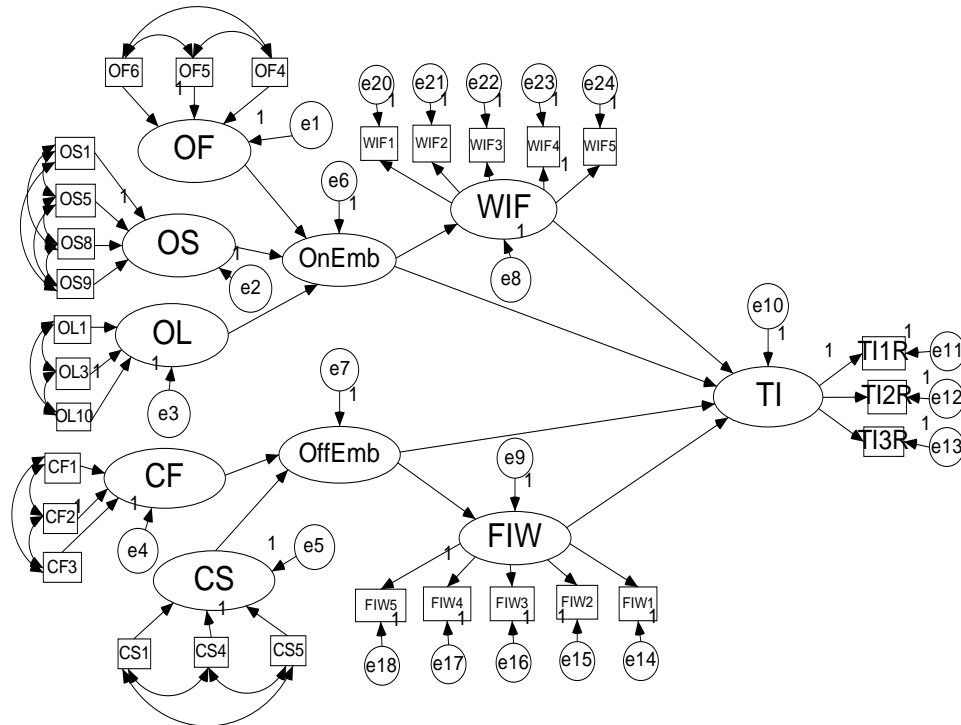 OF6 OF5 OF4
1
1
e1
OF
OS1
OS5
OS8
OS9
1
OS
1
e2
OL1
OL3
OL10
1
OL
1
e3
e6
1
OnEmb
e20 e21 e22 e23 e24
1 1 1 1 1
WIF1 WIF2 WIF3 WIF4 WIF5
1
WIF
1
e8
e10
1
TI
1
TI1R
1
e11
TI2R
1
e12
TI3R
1
e13
e7
1
OffEmb
CF1
CF2
CF3
1
CF
1
e4
1
e5
CS
1
CS1 CS4 CS5
e9
1
FIW
1
FIW5 FIW4 FIW3 FIW2 FIW1
1 1 1 1 1
e18 e17 e16 e15 e14